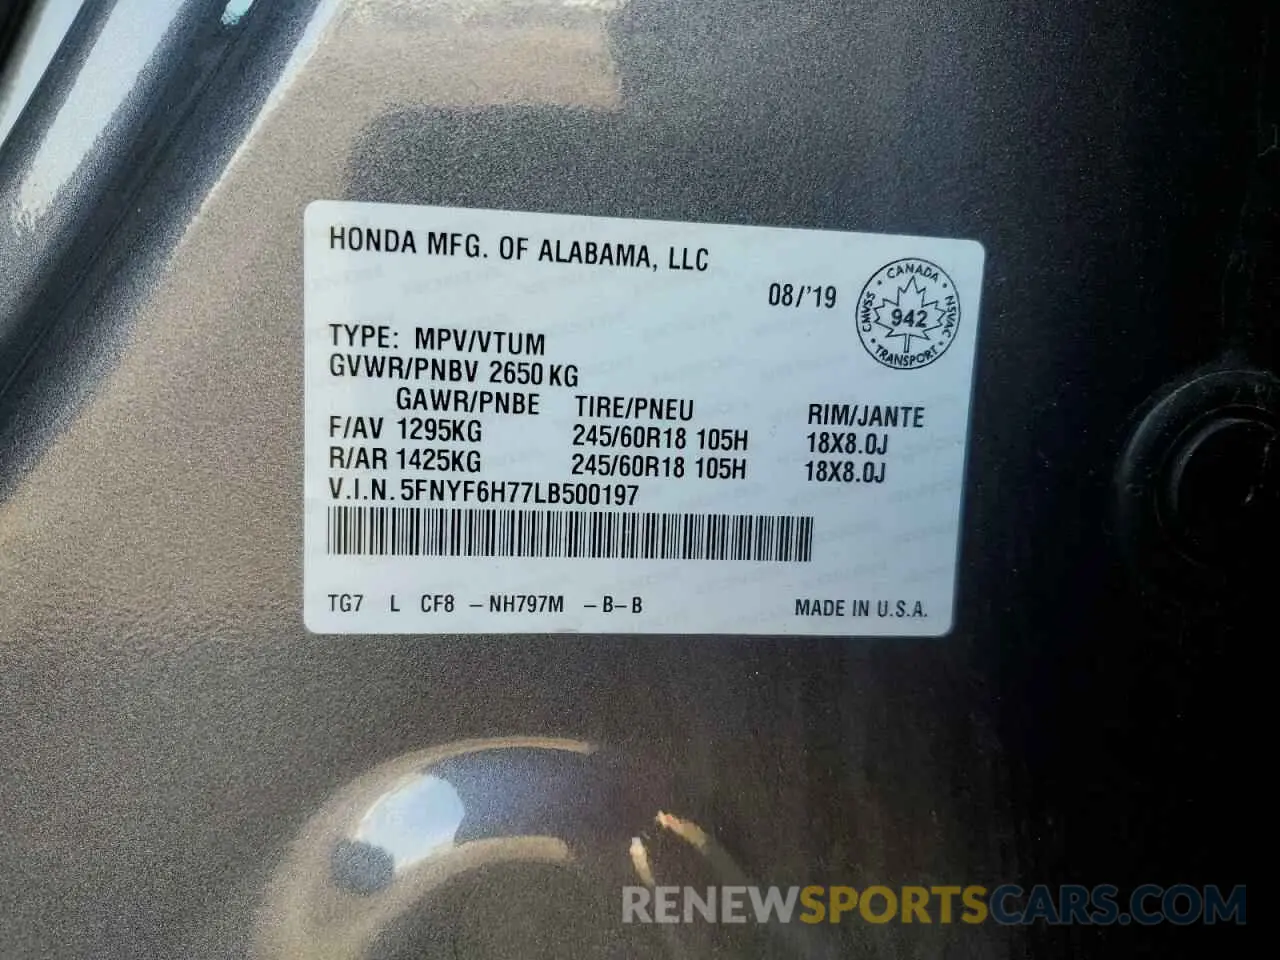 HONDA MFG. OF ALABAMA, LLC
08/'19
CANADA
CMVSS
942
NSVAC
TRANSPORT
TYPE: MPV/VTUM
GVWR/PNBV 2650 KG
GAWR/PNBE TIRE/PNEU RIM/JANTE
F/AV 1295KG 245/60R18 105H 18X8.0J
R/AR 1425KG 245/60R18 105H 18X8.0J
V.I.N. 5FNYF6H77LB500197
TG7 L CF8 -NH797M -B-B MADE IN U.S.A.
RENEWSPORTSCARS.COM